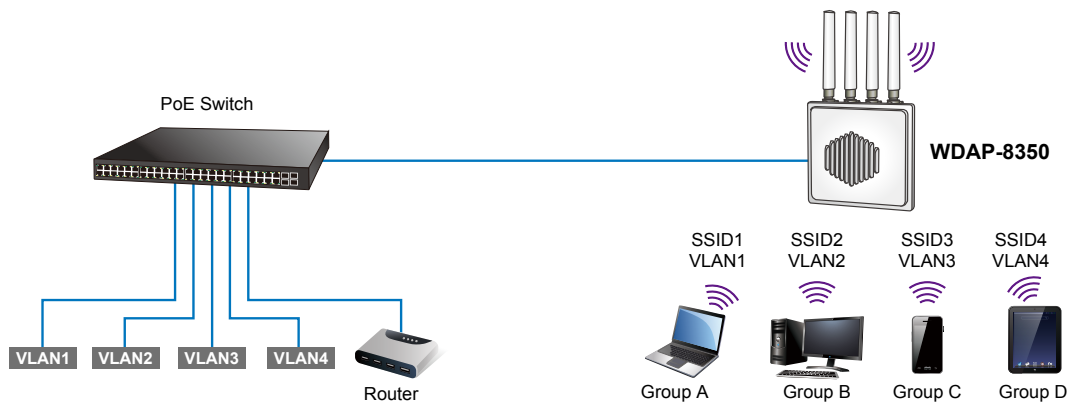 PoE Switch
WDAP-8350
SSID1
VLAN1
SSID2
VLAN2
SSID3
VLAN3
SSID4
VLAN4
VLAN1
VLAN2
VLAN3
VLAN4
Router
Group A
Group B
Group C
Group D